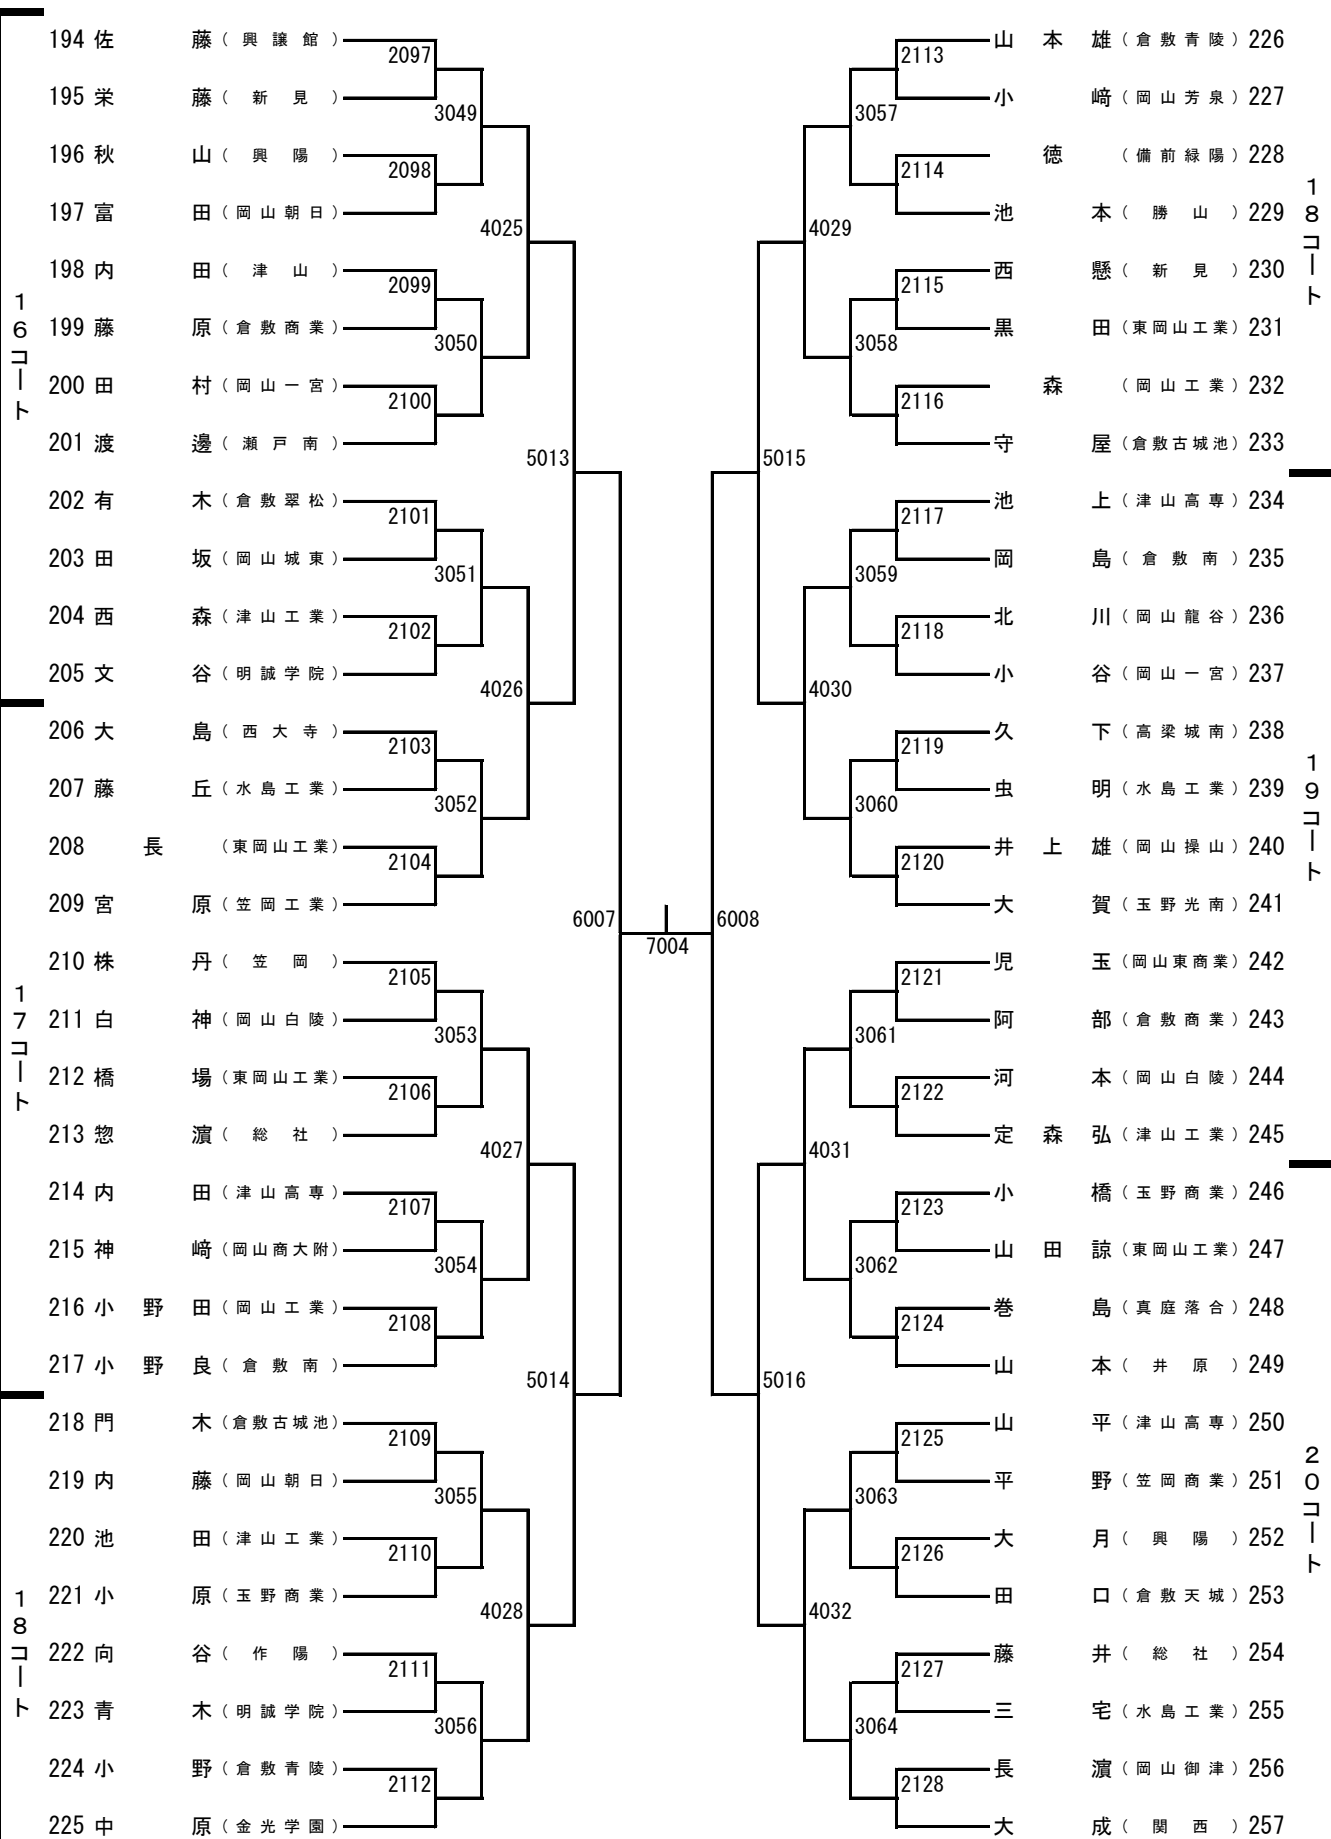 194 佐藤（興譲館）
195 栄藤（新見）
196 秋山（興陽）
197 富田（岡山朝日）
198 内田（津山）
199 藤原（倉敷商業）
200 田村（岡山一宮）
201 渡邊（瀬戸南）
202 有木（倉敷翠松）
203 田坂（岡山城東）
204 西森（津山工業）
205 文谷（明誠学院）
206 大島（西大寺）
207 藤丘（水島工業）
208 長（東岡山工業）
209 宮原（笠岡工業）
210 株丹（笠岡）
211 白神（岡山白陵）
212 橋場（東岡山工業）
213 惣濵（総社）
214 内田（津山高専）
215 神﨑（岡山商大附）
216 小野田（岡山工業）
217 小野良（倉敷南）
218 門木（倉敷古城池）
219 内藤（岡山朝日）
220 池田（津山工業）
221 小原（玉野商業）
222 向谷（作陽）
223 青木（明誠学院）
224 小野（倉敷青陵）
225 中原（金光学園）
16コート
17コート
18コート
2097
2098
2099
2100
2101
2102
2103
2104
2105
2106
2107
2108
2109
2110
2111
2112
3049
3050
3051
3052
3053
3054
3055
3056
4025
4026
4027
4028
5013
5014
6007
7004
6008
5015
5016
4029
4030
4031
4032
3057
3058
3059
3060
3061
3062
3063
3064
2113
2114
2115
2116
2117
2118
2119
2120
2121
2122
2123
2124
2125
2126
2127
2128
山本雄（倉敷青陵）226
小﨑（岡山芳泉）227
徳（備前緑陽）228
池本（勝山）229
西懸（新見）230
黒田（東岡山工業）231
森（岡山工業）232
守屋（倉敷古城池）233
池上（津山高専）234
岡島（倉敷南）235
北川（岡山龍谷）236
小谷（岡山一宮）237
久下（高梁城南）238
虫明（水島工業）239
井上雄（岡山操山）240
大賀（玉野光南）241
児玉（岡山東商業）242
阿部（倉敷商業）243
河本（岡山白陵）244
定森弘（津山工業）245
小橋（玉野商業）246
山田諒（東岡山工業）247
巻島（真庭落合）248
山本（井原）249
山平（津山高専）250
平野（笠岡商業）251
大月（興陽）252
田口（倉敷天城）253
藤井（総社）254
三宅（水島工業）255
長濵（岡山御津）256
大成（関西）257
18コート
19コート
20コート